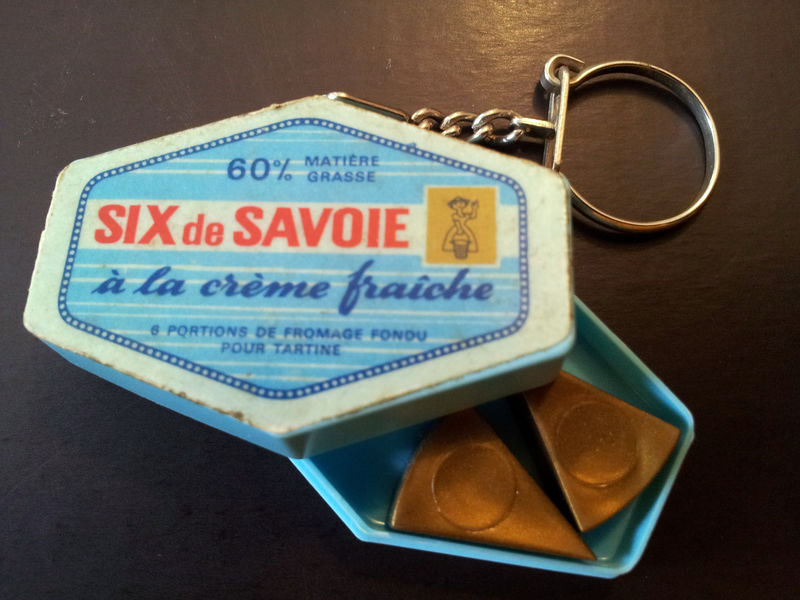 60% MATIÈRE
GRASSE
SIX de SAVOIE
à la crème fraîche
6 PORTIONS DE FROMAGE FONDU
POUR TARTINE